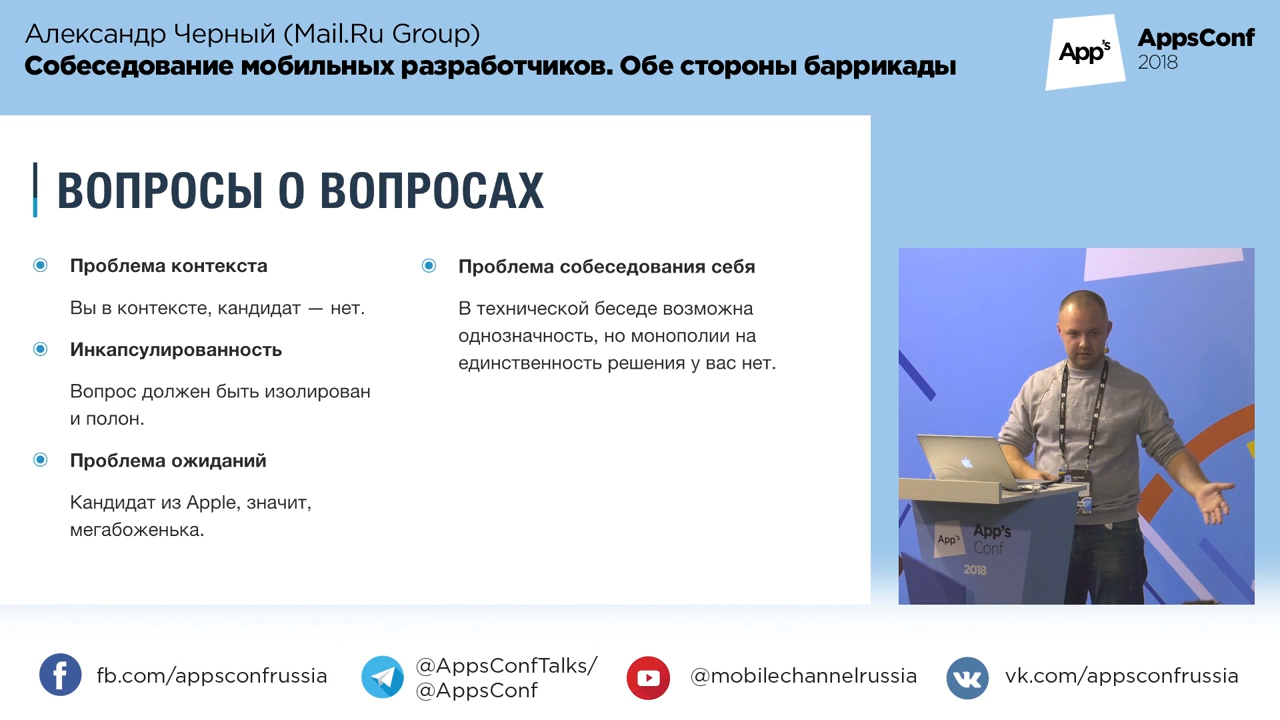 Александр Черный (Mail.Ru Group)
Собеседование мобильных разработчиков. Обе стороны баррикады
App's
AppsConf
2018
ВОПРОСЫ О ВОПРОСАХ
Проблема контекста
Вы в контексте, кандидат — нет.
Инкапсулированность
Вопрос должен быть изолирован
и полон.
Проблема ожиданий
Кандидат из Apple, значит,
мегабоженька.
Проблема собеседования себя
В технической беседе возможна
однозначность, но монополии на
единственность решения у вас нет.
App's
App's
Conf
2018
fb.com/appsconfrussia
@AppsConfTalks/
@AppsConf
@mobilechannelrussia
vk.com/appsconfrussia